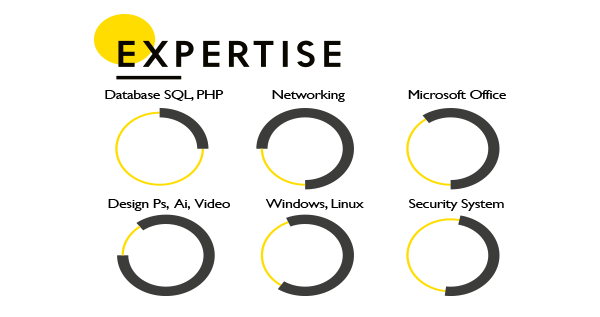 EXPERTISE
Database SQL, PHP
Networking
Microsoft Office
Design Ps, Ai, Video
Windows, Linux
Security System